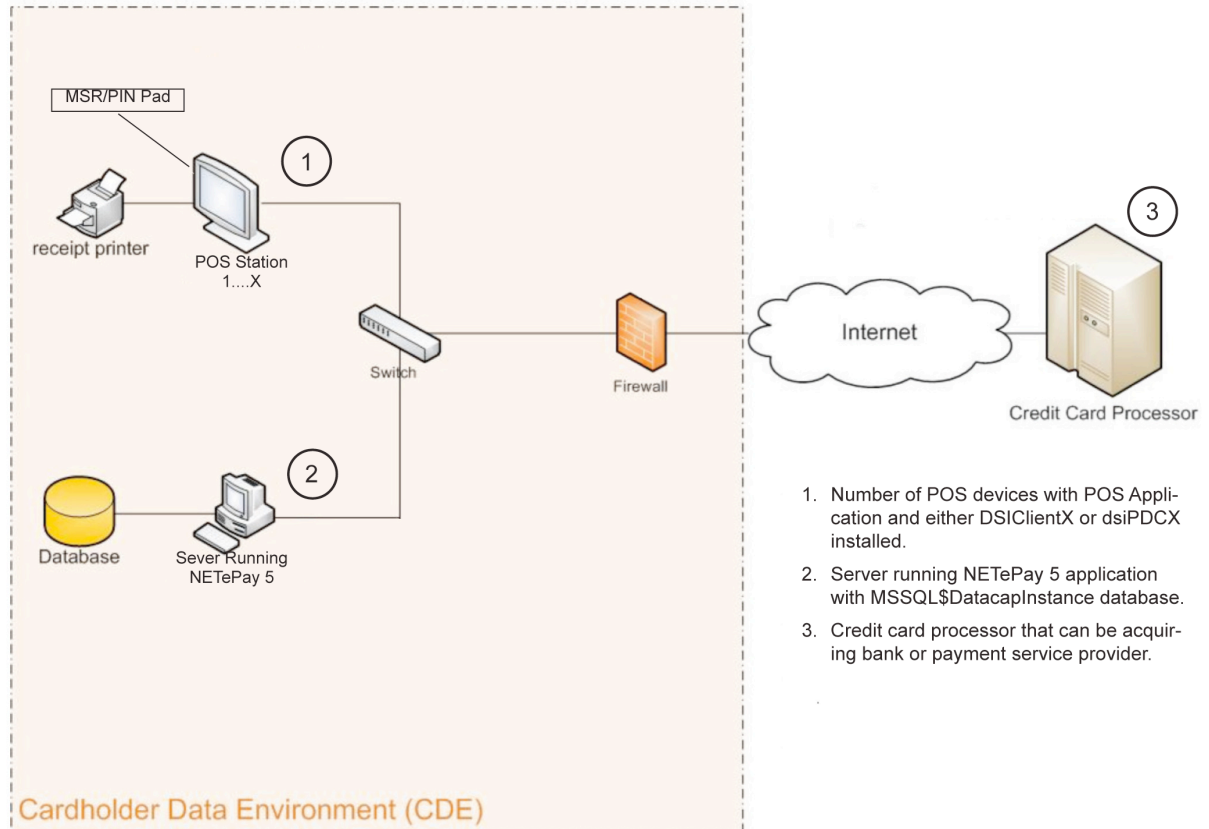 MSR/PIN Pad
1
receipt printer
POS Station
1....X
3
Switch
Firewall
Internet
Credit Card Processor
2
Database
Sever Running
NETePay 5
1. Number of POS devices with POS Appli-
cation and either DSIClientX or dsiPDCX
installed.
2. Server running NETePay 5 application
with MSSQL$DatacapInstance database.
3. Credit card processor that can be acquir-
ing bank or payment service provider.
Cardholder Data Environment (CDE)